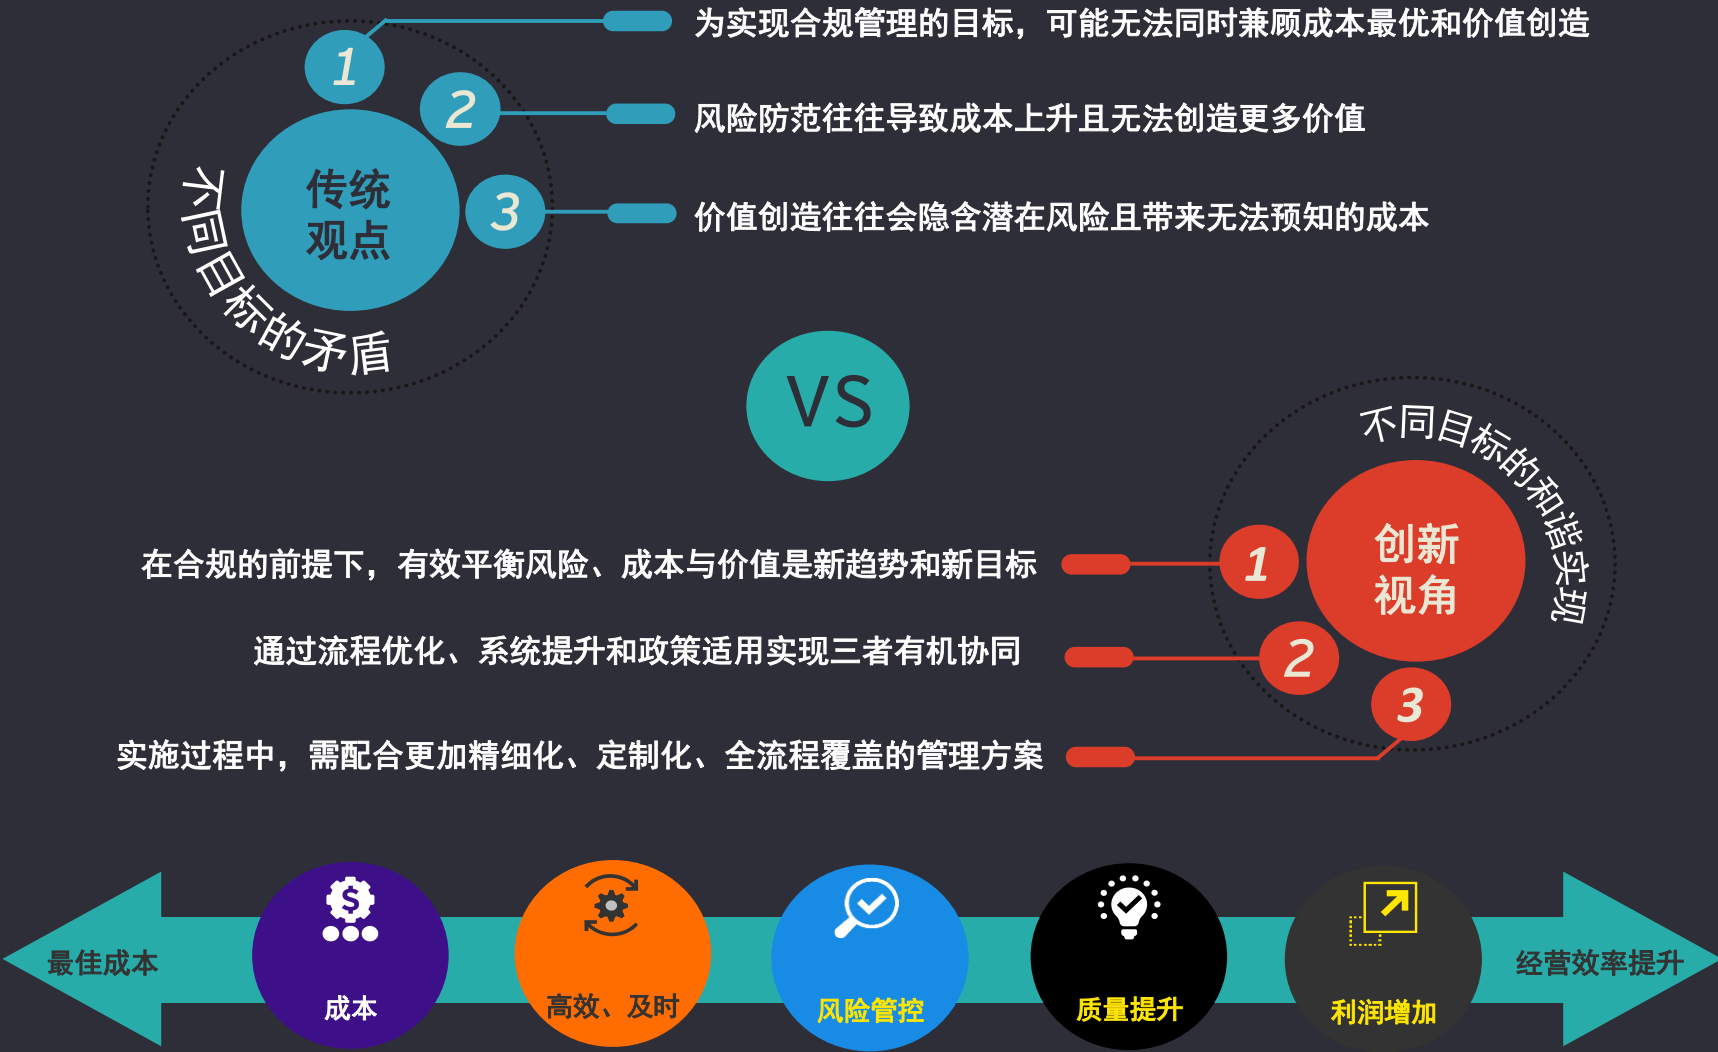 1
为实现合规管理的目标，可能无法同时兼顾成本最优和价值创造
2
风险防范往往导致成本上升且无法创造更多价值
3
价值创造往往会隐含潜在风险且带来无法预知的成本
传统
观点
不同目标的矛盾
VS
不同目标的和谐实现
创新
视角
在合规的前提下，有效平衡风险、成本与价值是新趋势和新目标
1
通过流程优化、系统提升和政策适用实现三者有机协同
2
实施过程中，需配合更加精细化、定制化、全流程覆盖的管理方案
3
最佳成本
$
成本
高效、及时
风险管控
质量提升
利润增加
经营效率提升